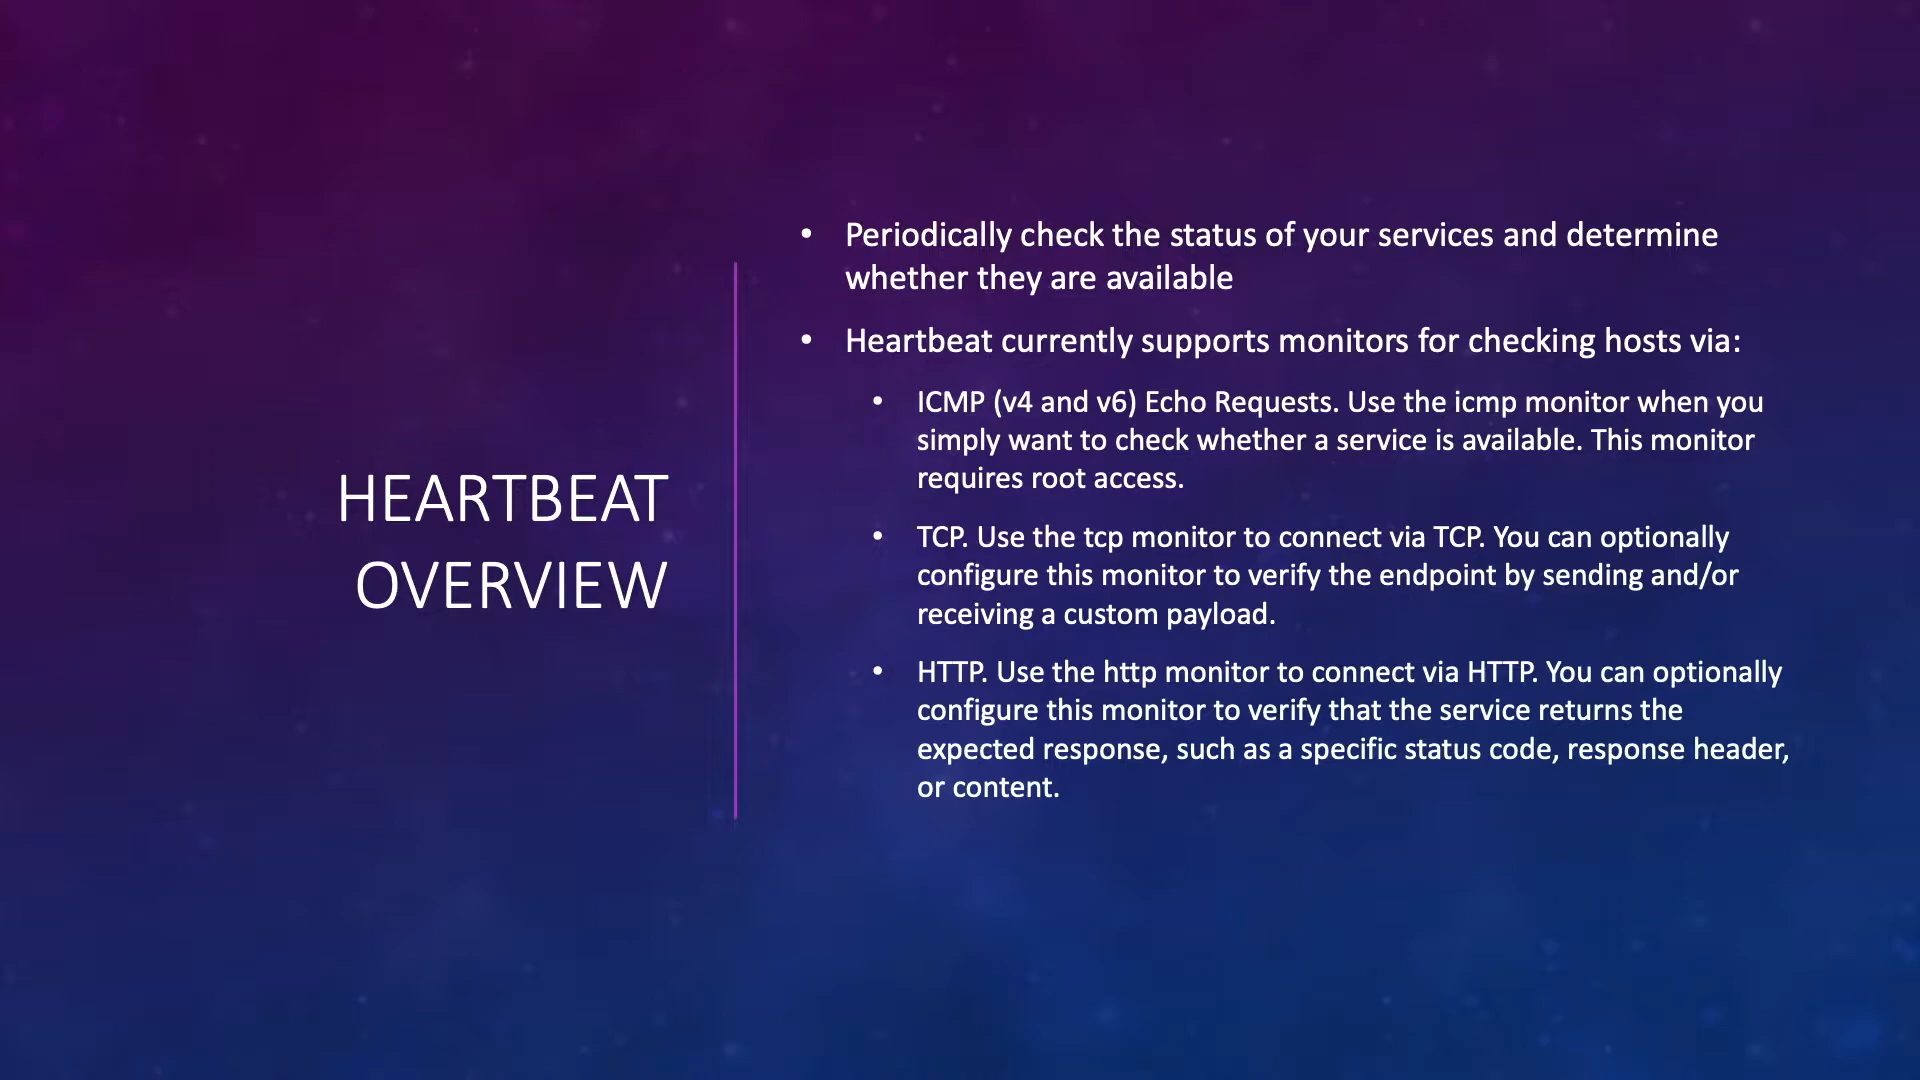 HEARTBEAT
OVERVIEW
• Periodically check the status of your services and determine
whether they are available
• Heartbeat currently supports monitors for checking hosts via:
• ICMP (v4 and v6) Echo Requests. Use the icmp monitor when you
simply want to check whether a service is available. This monitor
requires root access.
• TCP. Use the tcp monitor to connect via TCP. You can optionally
configure this monitor to verify the endpoint by sending and/or
receiving a custom payload.
• HTTP. Use the http monitor to connect via HTTP. You can optionally
configure this monitor to verify that the service returns the
expected response, such as a specific status code, response header,
or content.